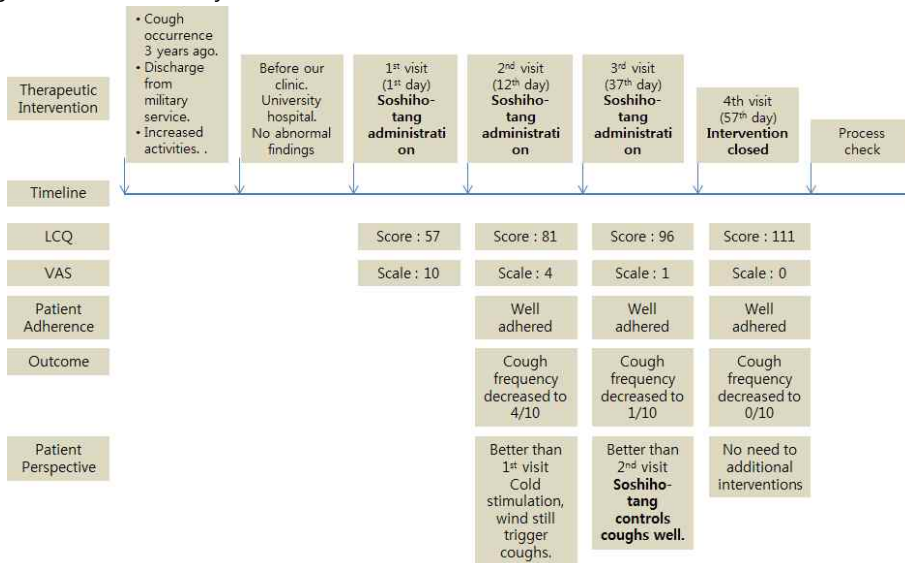 • Cough
occurrence
3 years ago.
• Discharge
from
military
service.
• Increased
activities. .
Therapeutic
Intervention
Before our
clinic.
University
hospital.
No abnormal
findings
1st visit
(1st day)
Soshiho-
tang
administrati
on
2nd visit
(12th day)
Soshiho-
tang
administrati
on
3rd visit
(37th day)
Soshiho-
tang
administrati
on
4th visit
(57th day)
Intervention
closed
Process
check
Timeline
LCQ
Score : 57
Score : 81
Score : 96
Score : 111
VAS
Scale : 10
Scale : 4
Scale : 1
Scale : 0
Patient
Adherence
Well
adhered
Well
adhered
Well
adhered
Outcome
Cough
frequency
decreased to
4/10
Cough
frequency
decreased to
1/10
Cough
frequency
decreased to
0/10
Patient
Perspective
Better than
1st visit
Cold
stimulation,
wind still
trigger
coughs.
Better than
2nd visit
Soshiho-
tang
controls
coughs well.
No need to
additional
interventions